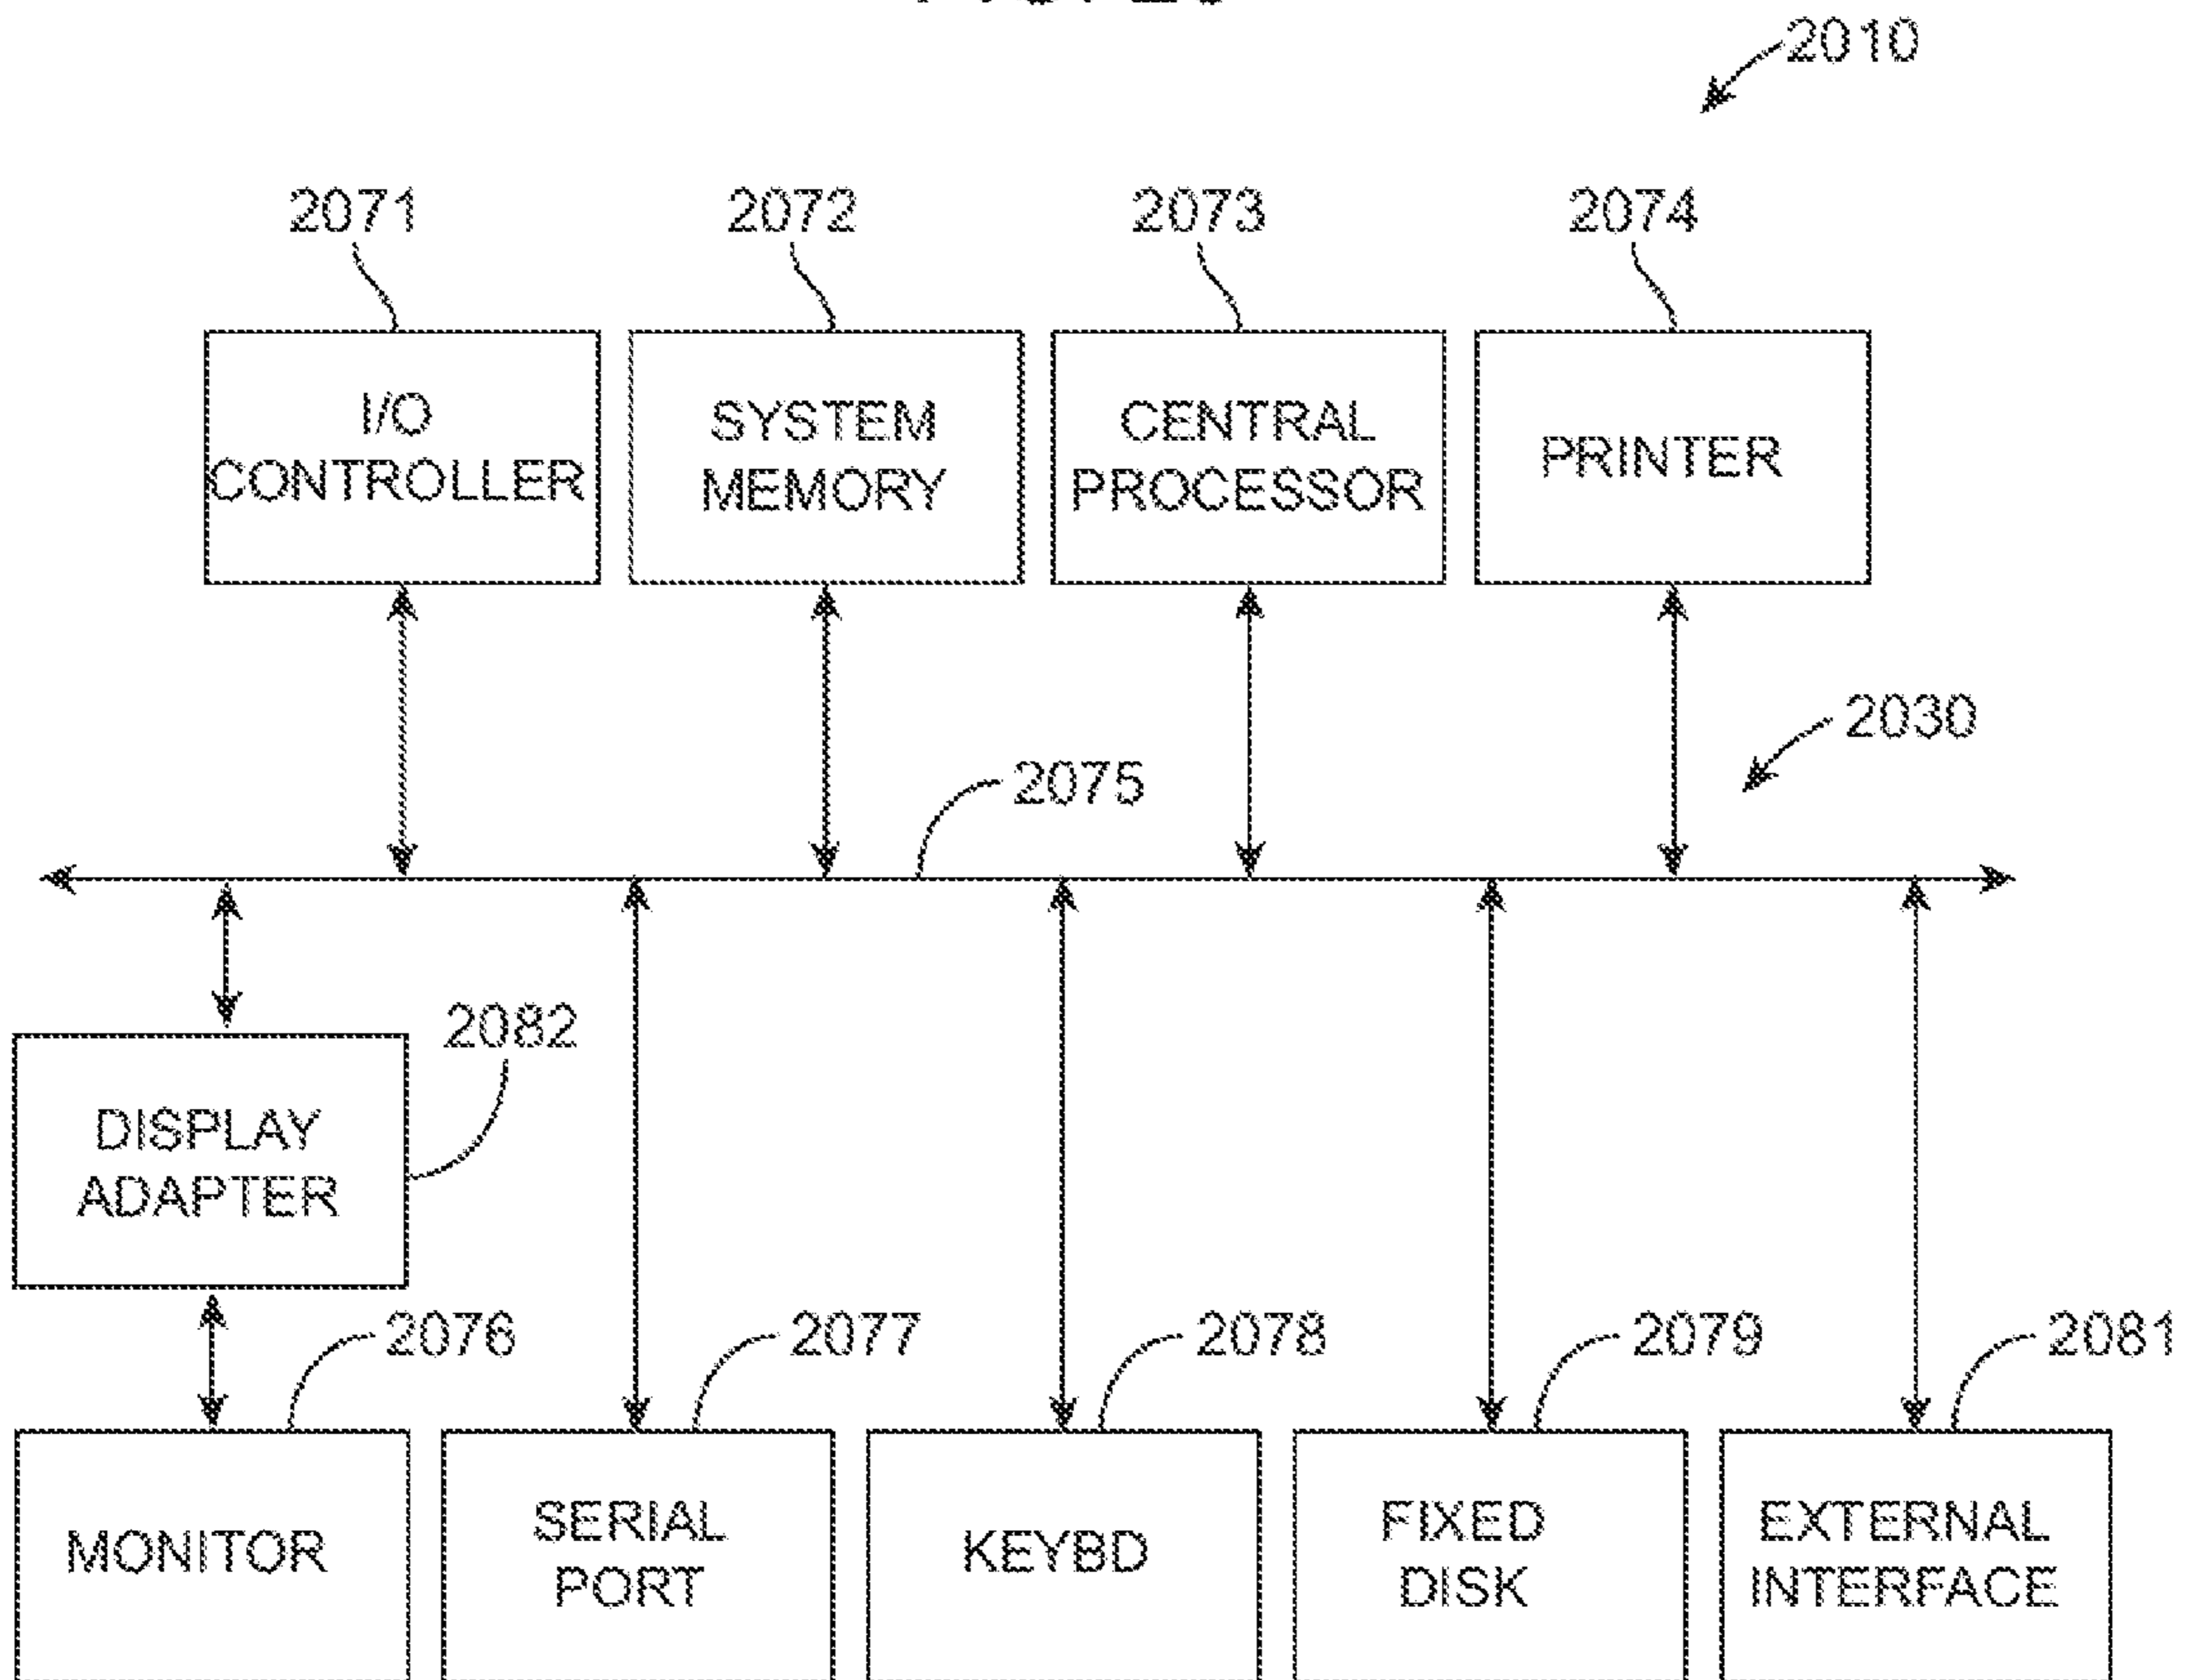 2010
2071
2072
2073
2074
I/O
CONTROLLER
SYSTEM
MEMORY
CENTRAL
PROCESSOR
PRINTER
2030
2075
2082
DISPLAY
ADAPTER
2076
2077
2078
2079
2081
MONITOR
SERIAL
PORT
KEYBD
FIXED
DISK
EXTERNAL
INTERFACE